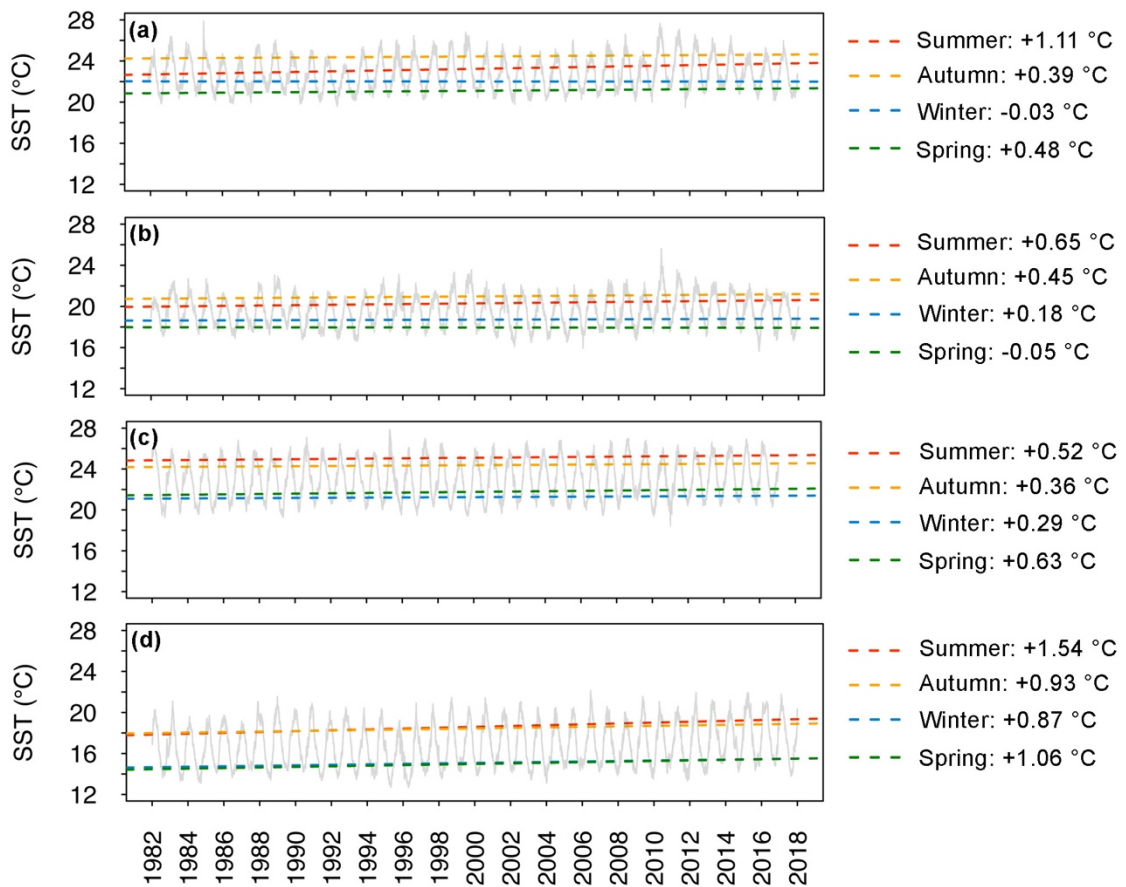 (a)
SST (°C)
28
24
20
16
12
Summer: +1.11 °C
Autumn: +0.39 °C
Winter: -0.03 °C
Spring: +0.48 °C
(b)
SST (°C)
28
24
20
16
12
Summer: +0.65 °C
Autumn: +0.45 °C
Winter: +0.18 °C
Spring: -0.05 °C
(c)
SST (°C)
28
24
20
16
12
Summer: +0.52 °C
Autumn: +0.36 °C
Winter: +0.29 °C
Spring: +0.63 °C
(d)
SST (°C)
28
24
20
16
12
Summer: +1.54 °C
Autumn: +0.93 °C
Winter: +0.87 °C
Spring: +1.06 °C
1982 1984 1986 1988 1990 1992 1994 1996 1998 2000 2002 2004 2006 2008 2010 2012 2014 2016 2018